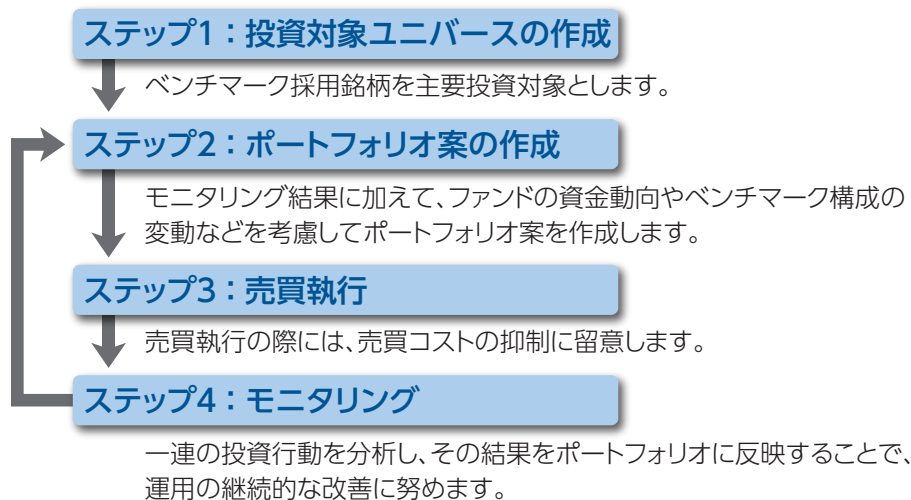 ステップ1：投資対象ユニバースの作成
ベンチマーク採用銘柄を主要投資対象とします。
ステップ2：ポートフォリオ案の作成
モニタリング結果に加えて、ファンドの資金動向やベンチマーク構成の
変動などを考慮してポートフォリオ案を作成します。
ステップ3：売買執行
売買執行の際には、売買コストの抑制に留意します。
ステップ4：モニタリング
一連の投資行動を分析し、その結果をポートフォリオに反映することで、
運用の継続的な改善に努めます。